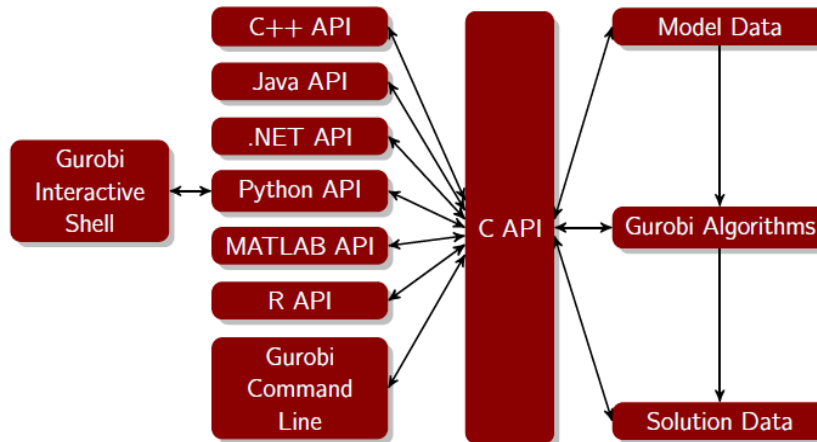 C++ API
Java API
.NET API
Gurobi
Interactive
Shell
Python API
MATLAB API
R API
Gurobi
Command
Line
C API
Model Data
Gurobi Algorithms
Solution Data